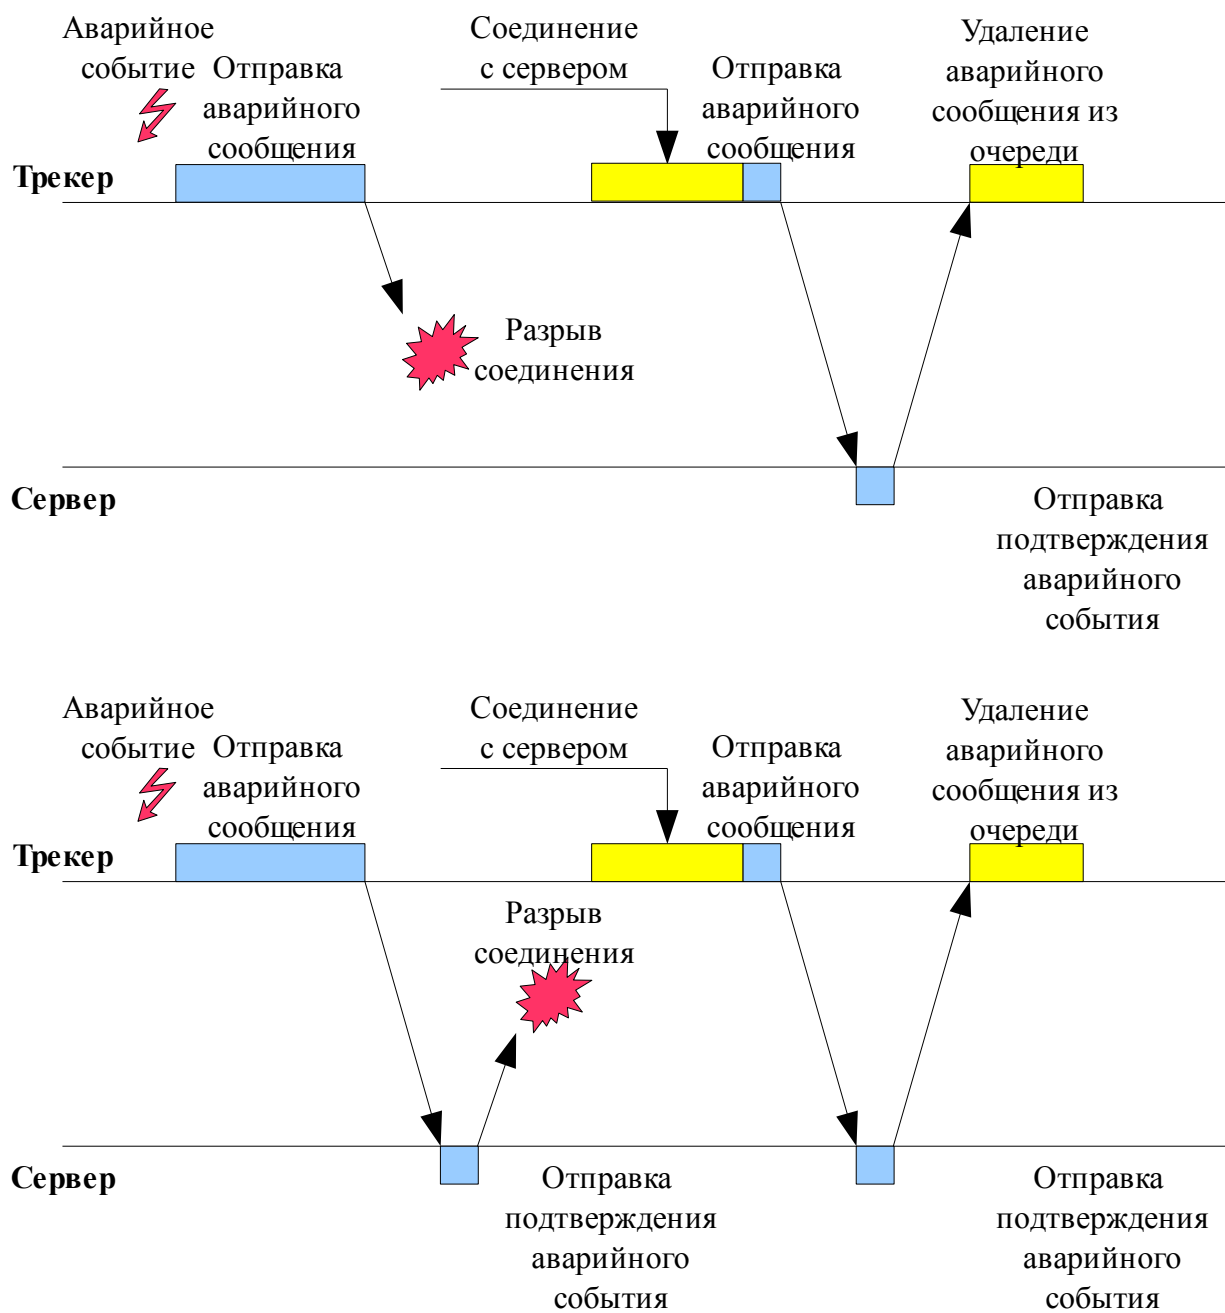 Аварийное
событие
Отправка
аварийного
сообщения
Соединение
с сервером
Отправка
аварийного
сообщения
Удаление
аварийного
сообщения из
очереди
Трекер
Разрыв
соединения
Сервер
Отправка
подтверждения
аварийного
события
Аварийное
событие
Отправка
аварийного
сообщения
Соединение
с сервером
Отправка
аварийного
сообщения
Удаление
аварийного
сообщения из
очереди
Трекер
Разрыв
соединения
Сервер
Отправка
подтверждения
аварийного
события
Отправка
подтверждения
аварийного
события